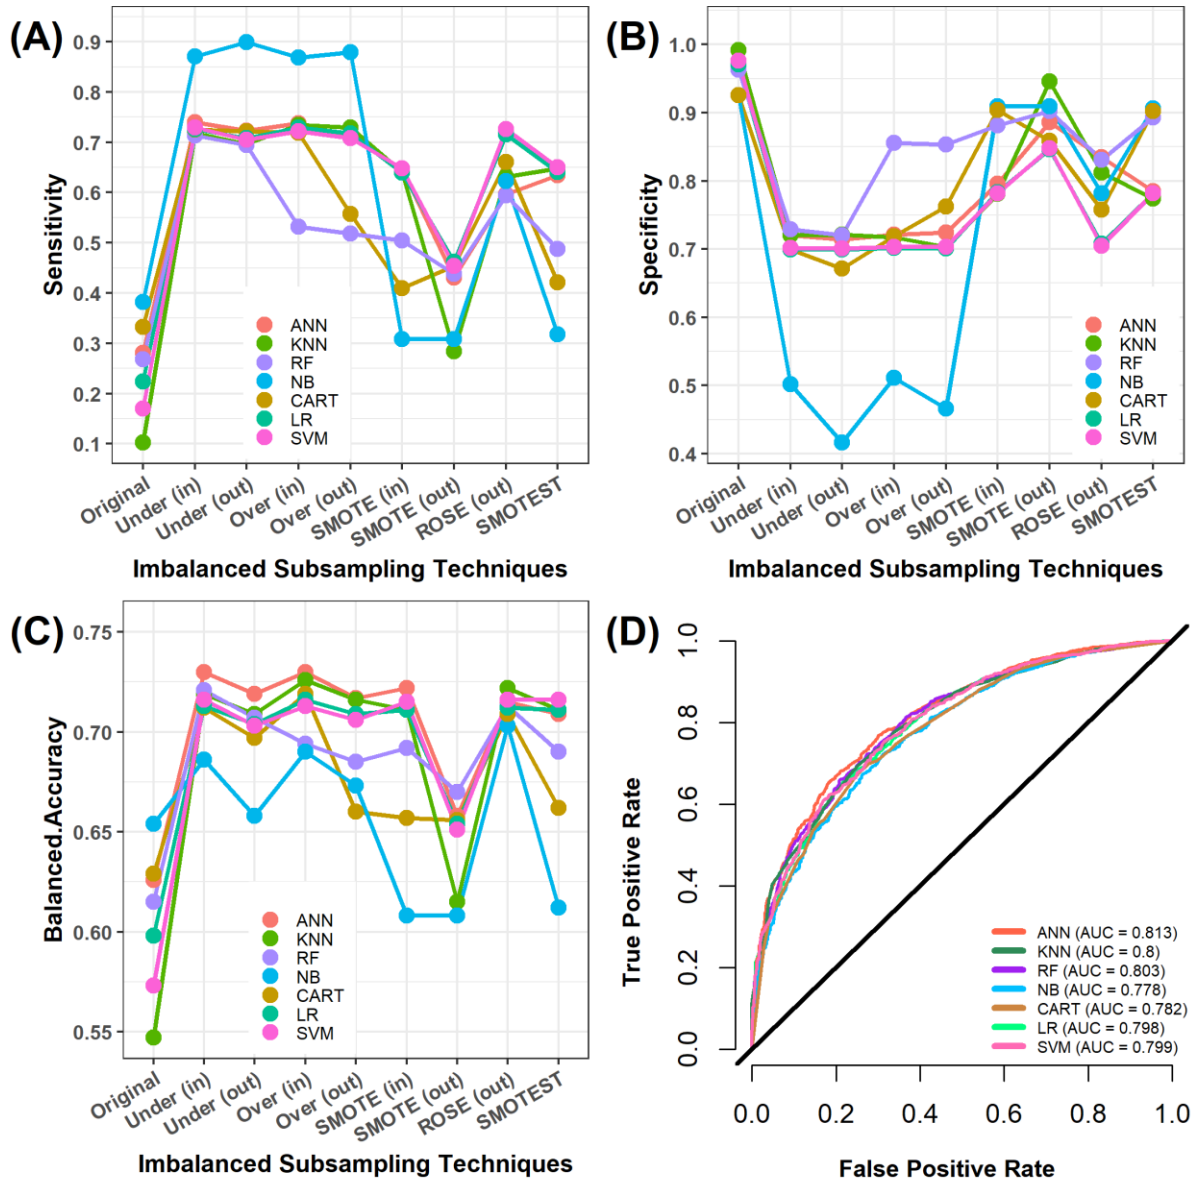 (A)
Sensitivity
0.9
0.8
0.7
0.6
0.5
0.4
0.3
0.2
0.1
ANN
KNN
RF
NB
CART
LR
SVM
Original
Under (in)
Under (out)
Over (in)
Over (out)
SMOTE (in)
SMOTE (out)
ROSE (out)
SMOTEST
Imbalanced Subsampling Techniques
(B)
Specificity
1.0
0.9
0.8
0.7
0.6
0.5
0.4
ANN
KNN
RF
NB
CART
LR
SVM
Original
Under (in)
Under (out)
Over (in)
Over (out)
SMOTE (in)
SMOTE (out)
ROSE (out)
SMOTEST
Imbalanced Subsampling Techniques
(C)
Balanced.Accuracy
0.75
0.70
0.65
0.60
0.55
ANN
KNN
RF
NB
CART
LR
SVM
Original
Under (in)
Under (out)
Over (in)
Over (out)
SMOTE (in)
SMOTE (out)
ROSE (out)
SMOTEST
Imbalanced Subsampling Techniques
(D)
True Positive Rate
1.0
0.8
0.6
0.4
0.2
0.0
ANN (AUC = 0.813)
KNN (AUC = 0.8)
RF (AUC = 0.803)
NB (AUC = 0.778)
CART (AUC = 0.782)
LR (AUC = 0.798)
SVM (AUC = 0.799)
0.0 0.2 0.4 0.6 0.8 1.0
False Positive Rate